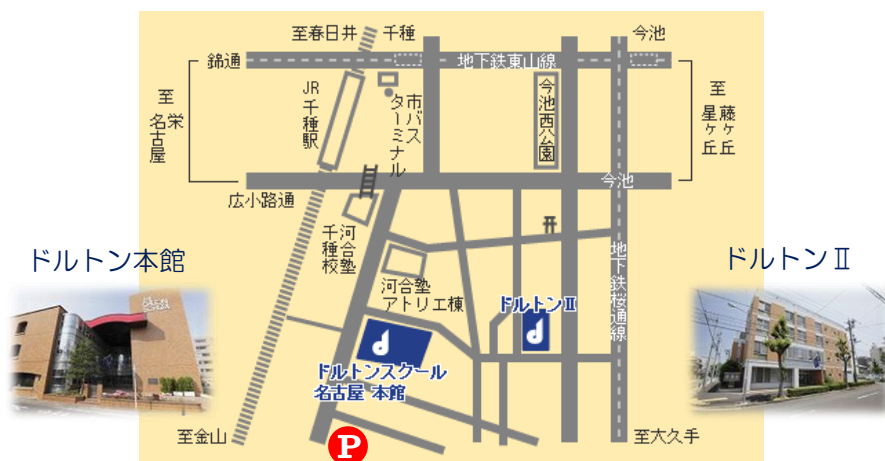 至春日井
千種
今池
錦通
地下鉄東山線
至
栄
名古屋
JR
千種駅
市バス
ターミナル
今池西公園
至
藤ヶ丘
星ヶ丘
広小路通
今池
河合塾
千種校
河合塾
アトリエ棟
地下鉄桜通線
ドルトン本館
ドルトンⅡ
ドルトンⅡ
d
d
ドルトンスクール
名古屋 本館
至金山
P
至大久手